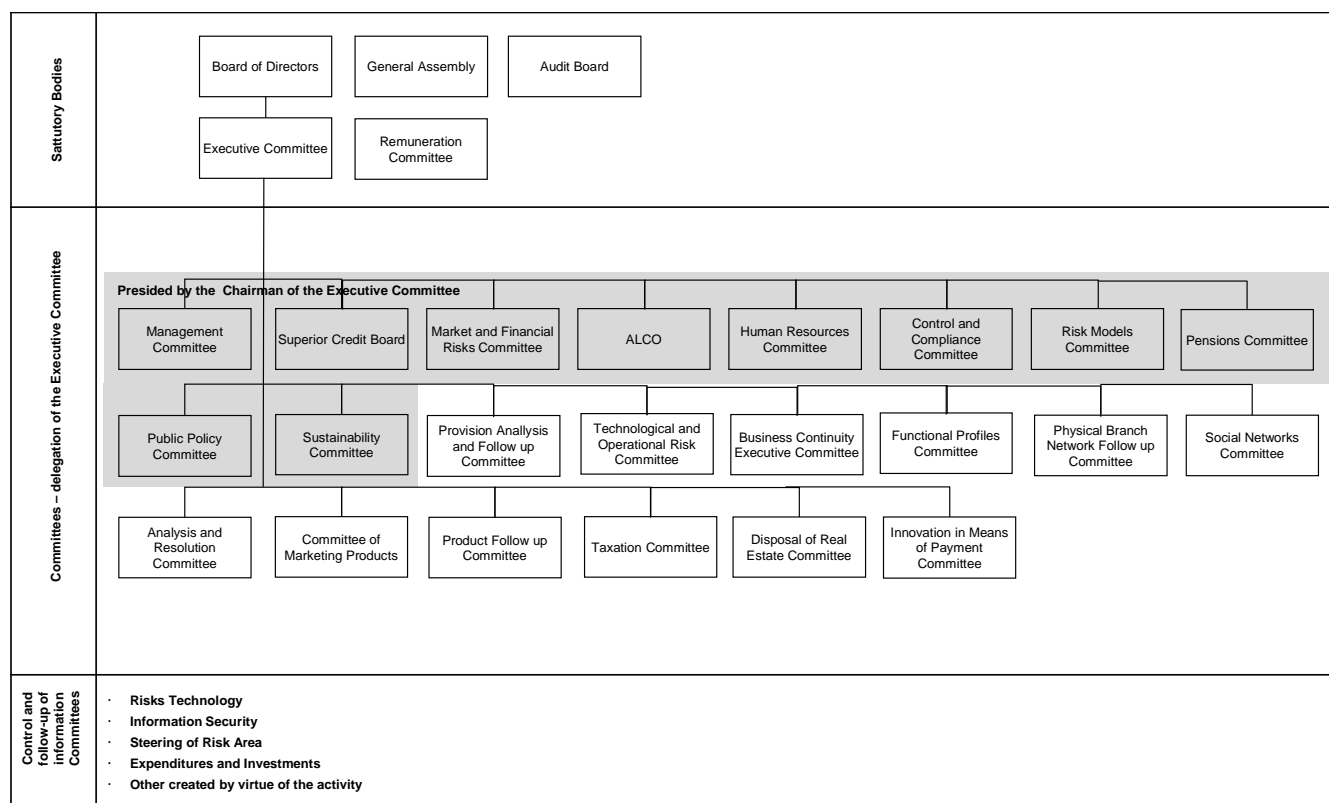 Sattutory Bodies
Board of Directors
General Assembly
Audit Board
Executive Committee
Remuneration
Committee
Committees – delegation of the Executive Committee
Presided by the Chairman of the Executive Committee
Management
Committee
Superior Credit Board
Market and Financial
Risks Committee
ALCO
Human Resources
Committee
Control and
Compliance
Committee
Risk Models
Committee
Pensions Committee
Public Policy
Committee
Sustainability
Committee
Provision Anallysis
and Follow up
Committee
Technological and
Operational Risk
Committee
Business Continuity
Executive Committee
Functional Profiles
Committee
Physical Branch
Network Follow up
Committee
Social Networks
Committee
Analysis and
Resolution
Committee
Committee of
Marketing Products
Product Follow up
Committee
Taxation Committee
Disposal of Real
Estate Committee
Innovation in Means
of Payment
Committee
Control and
follow-up of
information
Committees
· Risks Technology
· Information Security
· Steering of Risk Area
· Expenditures and Investments
· Other created by virtue of the activity